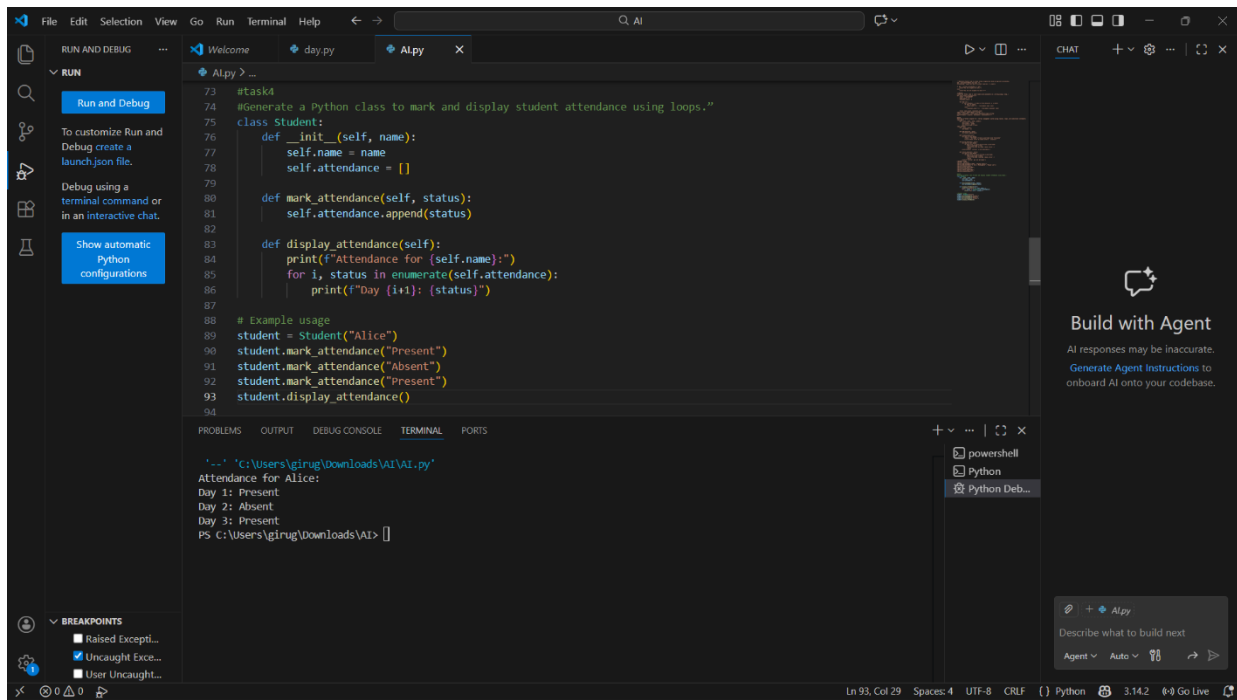 File Edit Selection View Go Run Terminal Help
AI
RUN AND DEBUG
RUN
Run and Debug
To customize Run and
Debug create a
launch.json file.
Debug using a
terminal command or
in an interactive chat.
Show automatic
Python
configurations
Welcome day.py AI.py
AI.py > ...
73 #task4
74 #Generate a Python class to mark and display student attendance using loops.”
75 class Student:
76 def __init__(self, name):
77 self.name = name
78 self.attendance = []
79
80 def mark_attendance(self, status):
81 self.attendance.append(status)
82
83 def display_attendance(self):
84 print(f"Attendance for {self.name}:")
85 for i, status in enumerate(self.attendance):
86 print(f"Day {i+1}: {status}")
87
88 # Example usage
89 student = Student("Alice")
90 student.mark_attendance("Present")
91 student.mark_attendance("Absent")
92 student.mark_attendance("Present")
93 student.display_attendance()
94
PROBLEMS OUTPUT DEBUG CONSOLE TERMINAL PORTS
'--' 'C:\Users\girug\Downloads\AI\AI.py'
Attendance for Alice:
Day 1: Present
Day 2: Absent
Day 3: Present
PS C:\Users\girug\Downloads\AI>
powershell
Python
Python Deb...
CHAT
Build with Agent
AI responses may be inaccurate.
Generate Agent Instructions to
onboard AI onto your codebase.
AI.py
Describe what to build next
Agent Auto
BREAKPOINTS
Raised Excepti...
Uncaught Exce...
User Uncaught...
1
0 0 Ln 93, Col 29 Spaces: 4 UTF-8 CRLF {} Python 3.14.2 Go Live